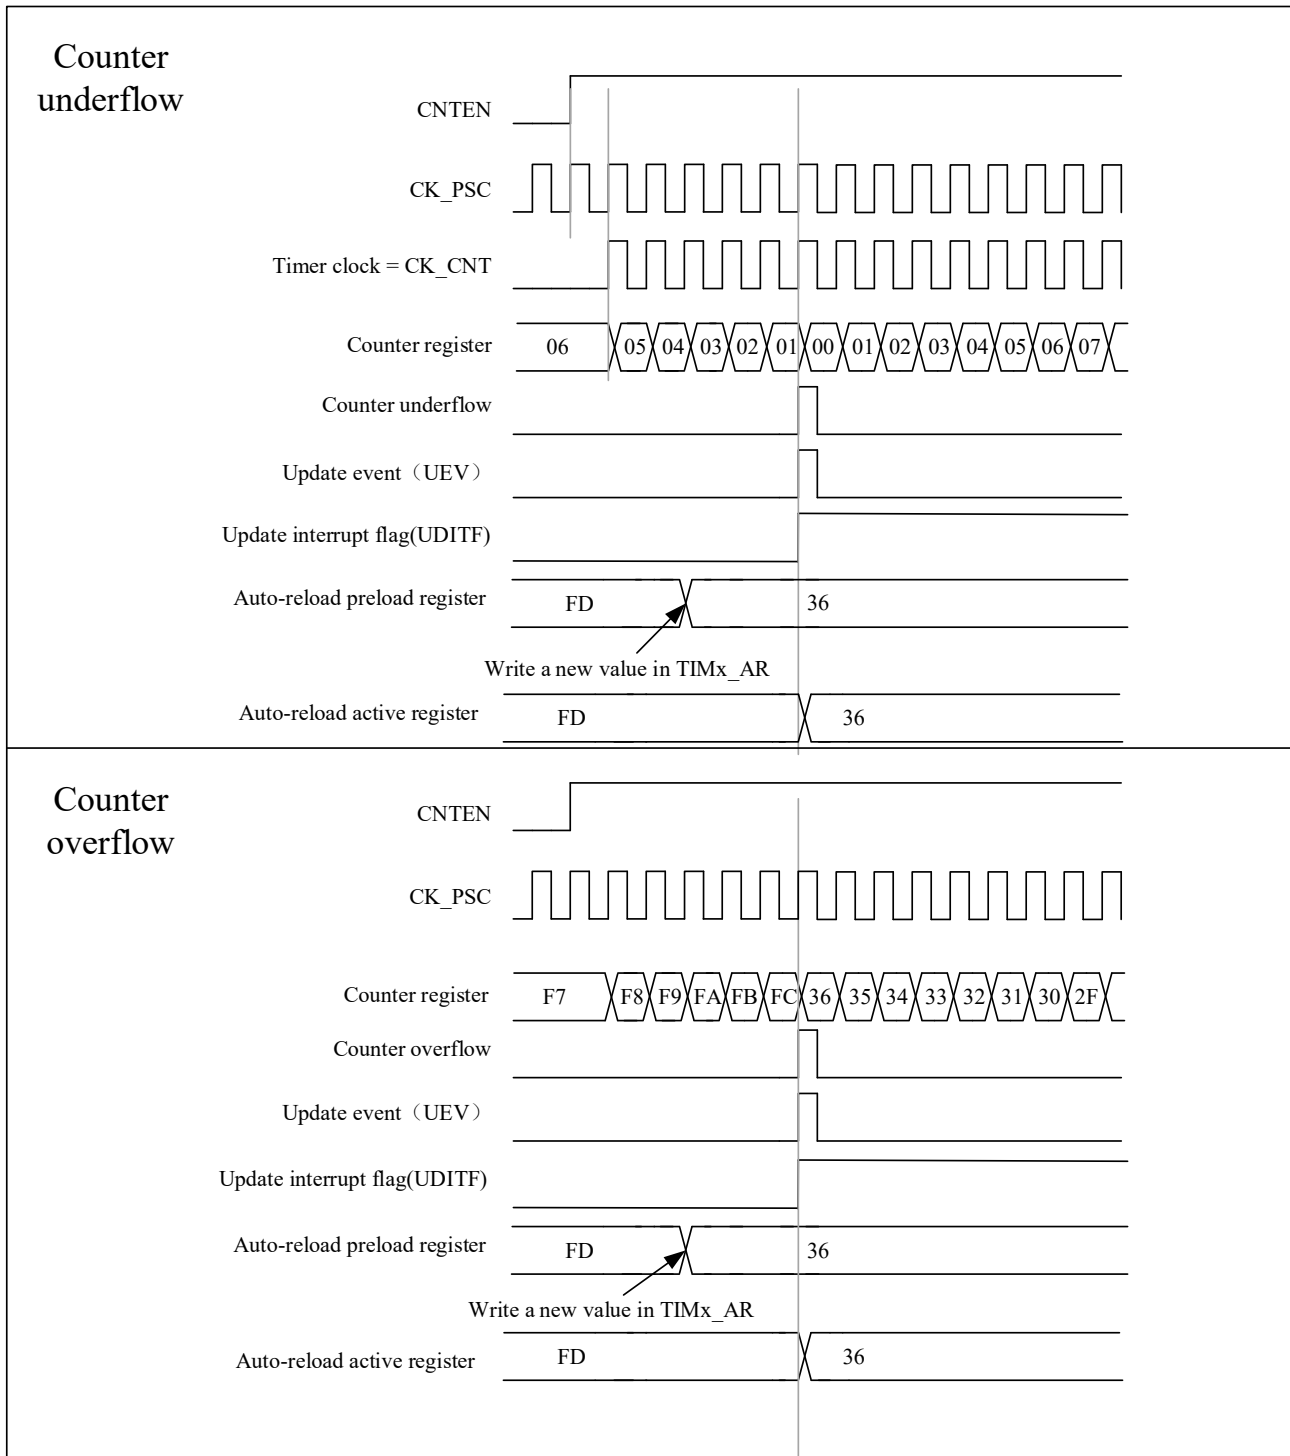 Counter
underflow
CNTEN
CK_PSC
Timer clock = CK_CNT
Counter register 06 05 04 03 02 01 00 01 02 03 04 05 06 07
Counter underflow
Update event（UEV）
Update interrupt flag(UDITF)
Auto-reload preload register FD 36
Write a new value in TIMx_AR
Auto-reload active register FD 36
Counter
overflow
CNTEN
CK_PSC
Counter register F7 F8 F9 FA FB FC 36 35 34 33 32 31 30 2F
Counter overflow
Update event（UEV）
Update interrupt flag(UDITF)
Auto-reload preload register FD 36
Write a new value in TIMx_AR
Auto-reload active register FD 36